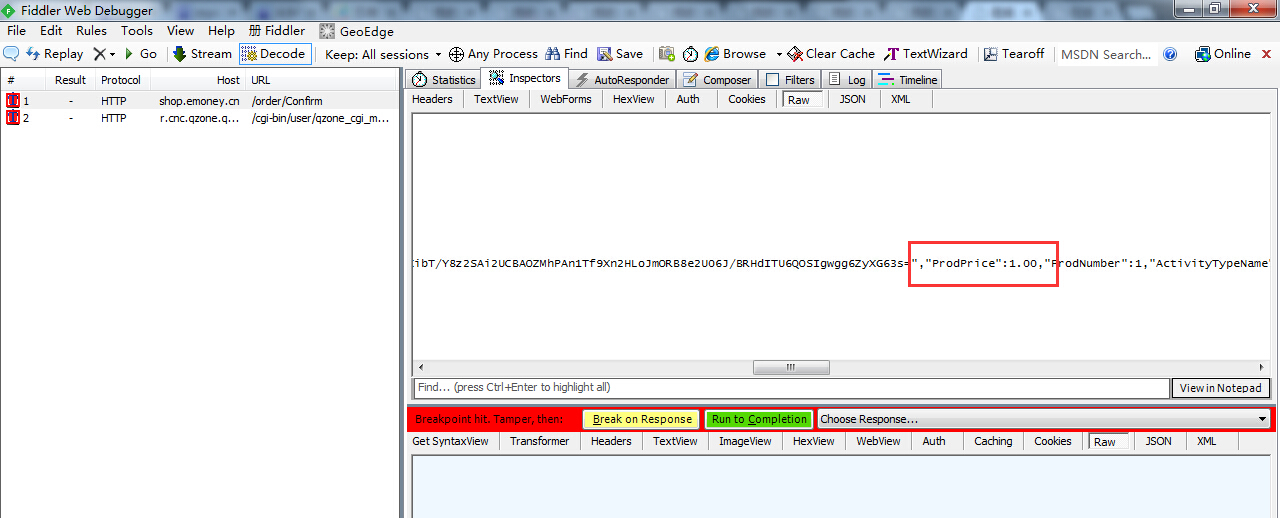 Fiddler Web Debugger
File Edit Rules Tools View Help Fiddler GeoEdge
Replay Go Stream Decode Keep: All sessions Any Process Find Save Browse Clear Cache TextWizard Tearoff MSDN Search... Online
# Result Protocol Host URL
1 - HTTP shop.emoney.cn /order/Confirm
2 - HTTP r.cnc.qzone.q... /cgi-bin/user/qzone_cgi_m...
Statistics Inspectors AutoResponder Composer Filters Log Timeline
Headers TextView WebForms HexView Auth Cookies Raw JSON XML
ibT/Y8z2SAi2UCBAOZMhPAn1Tf9Xn2HLoJmORB8e2U06J/BRHdITU6QOSIgwgg6ZyXG63s=","ProdPrice":1.00,"ProdNumber":1,"ActivityTypeName"
Find... (press Ctrl+Enter to highlight all) View in Notepad
Breakpoint hit. Tamper, then: Break on Response Run to Completion Choose Response...
Get SyntaxView Transformer Headers TextView ImageView HexView WebView Auth Caching Cookies Raw JSON XML